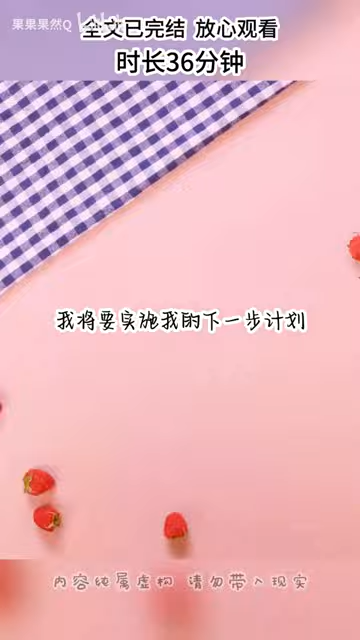 果果果然Q
全文已完结 放心观看
时长36分钟
我将要实施我的下一步计划
内容纯属虚构 请勿带入现实